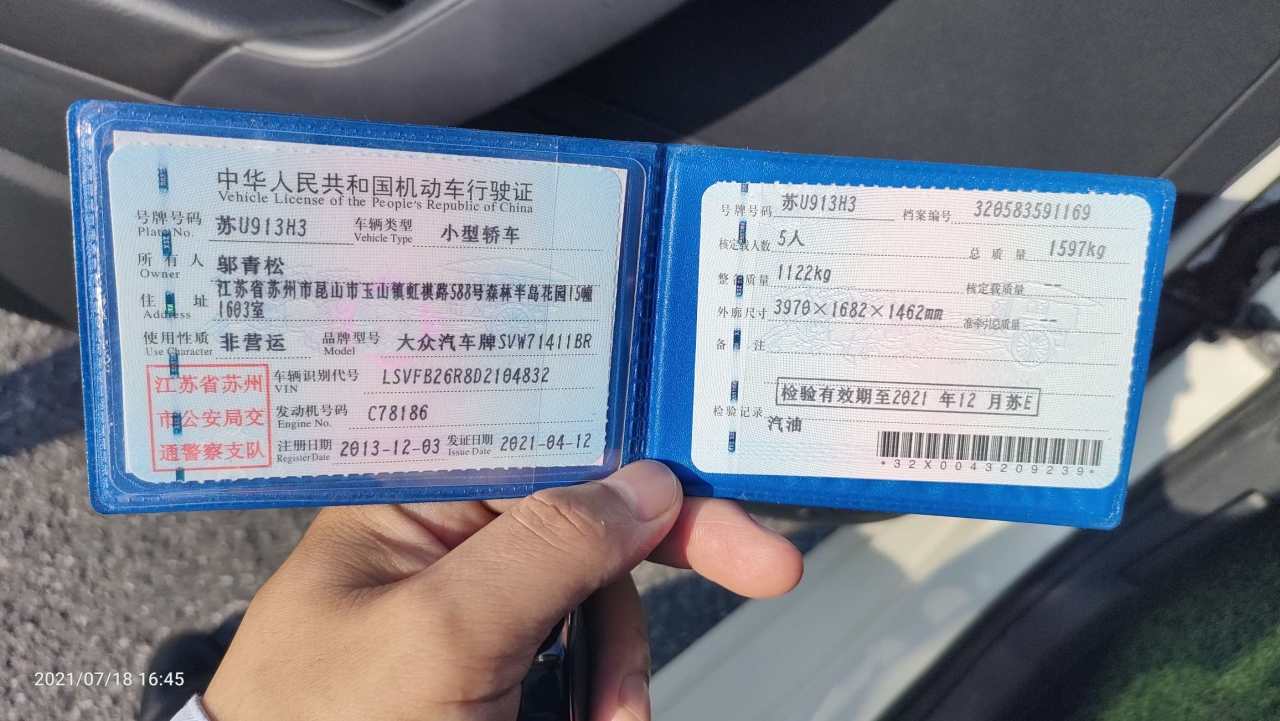 中华人民共和国机动车行驶证
Vehicle License of the People's Republic of China
号牌号码 苏U913H3 车辆类型 小型轿车
Plate No. Vehicle Type
所有人 邬青松
Owner
住址 江苏省苏州市昆山市玉山镇虹祺路588号森林半岛花园15幢
Address 1603室
使用性质 非营运 品牌型号 大众汽车牌SVW71411BR
Use Character Model
江苏省苏州
市公安局交
通警察支队
车辆识别代号 LSVFB26R8D2104832
VIN
发动机号码 C78186
Engine No.
注册日期 2013-12-03 发证日期 2021-04-12
Register Date Issue Date
号牌号码 苏U913H3 档案编号 320583591169
核定载人数 5人 总质量 1597kg
整备质量 1122kg 核定载质量 --
外廓尺寸 3970×1682×1462mm 准牵引总质量 --
备注
检验有效期至2021 年12 月苏E
检验记录
汽油
*32X0043209239*
2021/07/18 16:45